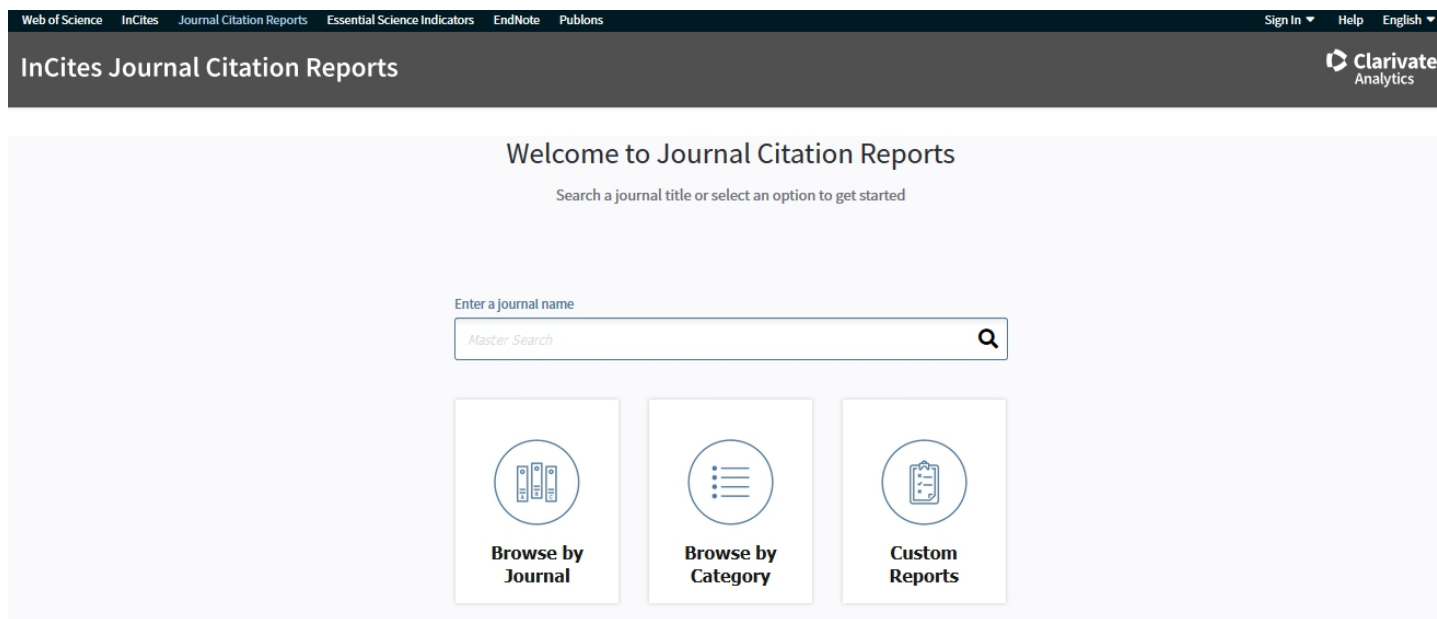 Web of Science InCites Journal Citation Reports Essential Science Indicators EndNote Publons Sign In Help English
InCites Journal Citation Reports
Clarivate
Analytics
Welcome to Journal Citation Reports
Search a journal title or select an option to get started
Enter a journal name
Master Search
A B C
Browse by
Journal
Browse by
Category
Custom
Reports